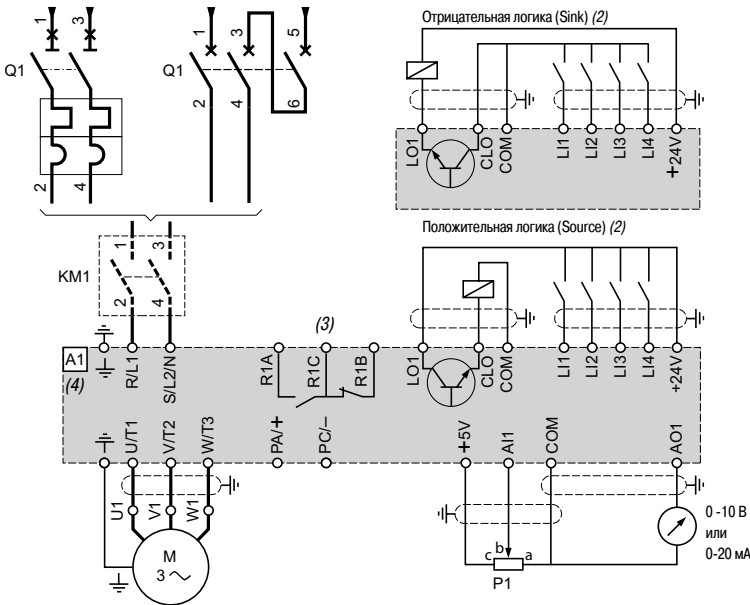 Отрицательная логика (Sink) (2)
1
3
Q1
2
4
1
3
5
Q1
2
4
6
LO1
CLO
COM
LI1
LI2
LI3
LI4
+24V
Положительная логика (Source) (2)
KM1
1
3
2
4
A1
(4)
R/L1
S/L2/N
(3)
R1A
R1C
R1B
LO1
CLO
COM
LI1
LI2
LI3
LI4
+24V
U/T1
V/T2
W/T3
PA/+
PC/−
+5V
AI1
COM
AO1
U1
V1
W1
M
3
c
b
a
P1
0 -10 В
или
0-20 мА